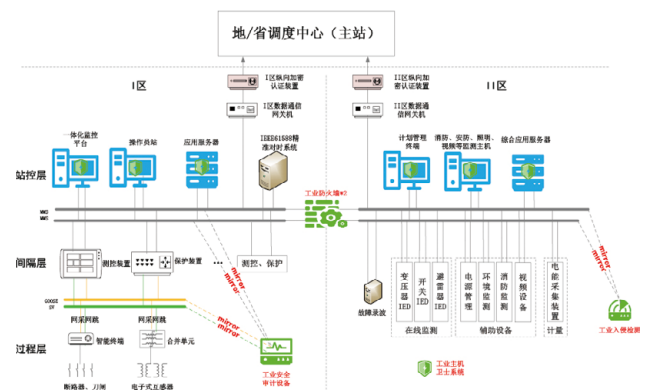 地/省调度中心（主站）
I区
II区
I区纵向加密
认证装置
II区纵向加
密认证装置
I区数据通信
网关机
II区数据通
信网关机
一体化监控
平台
操作员站
应用服务器
IEEE61588精
准对时系统
计划管理
终端
消防、安防、照明、
视频等监测主机
综合应用服务器
站控层
工业防火墙*2
MMS
MMS
间隔层
测控装置
保护装置
...
测控、保护
mirror
mirror
故障录波
变压器IED
开关IED
避雷器IED
在线监测
电源管理
环境监测
消防监测
视频设备
辅助设备
电能采集装置
计量
mirror
mirror
工业入侵检测
GOOSE
SV
网采网跳
网采网跳
mirror
mirror
过程层
智能终端
合并单元
工业安全
审计设备
断路器、刀闸
电子式互感器
工业主机
卫士系统